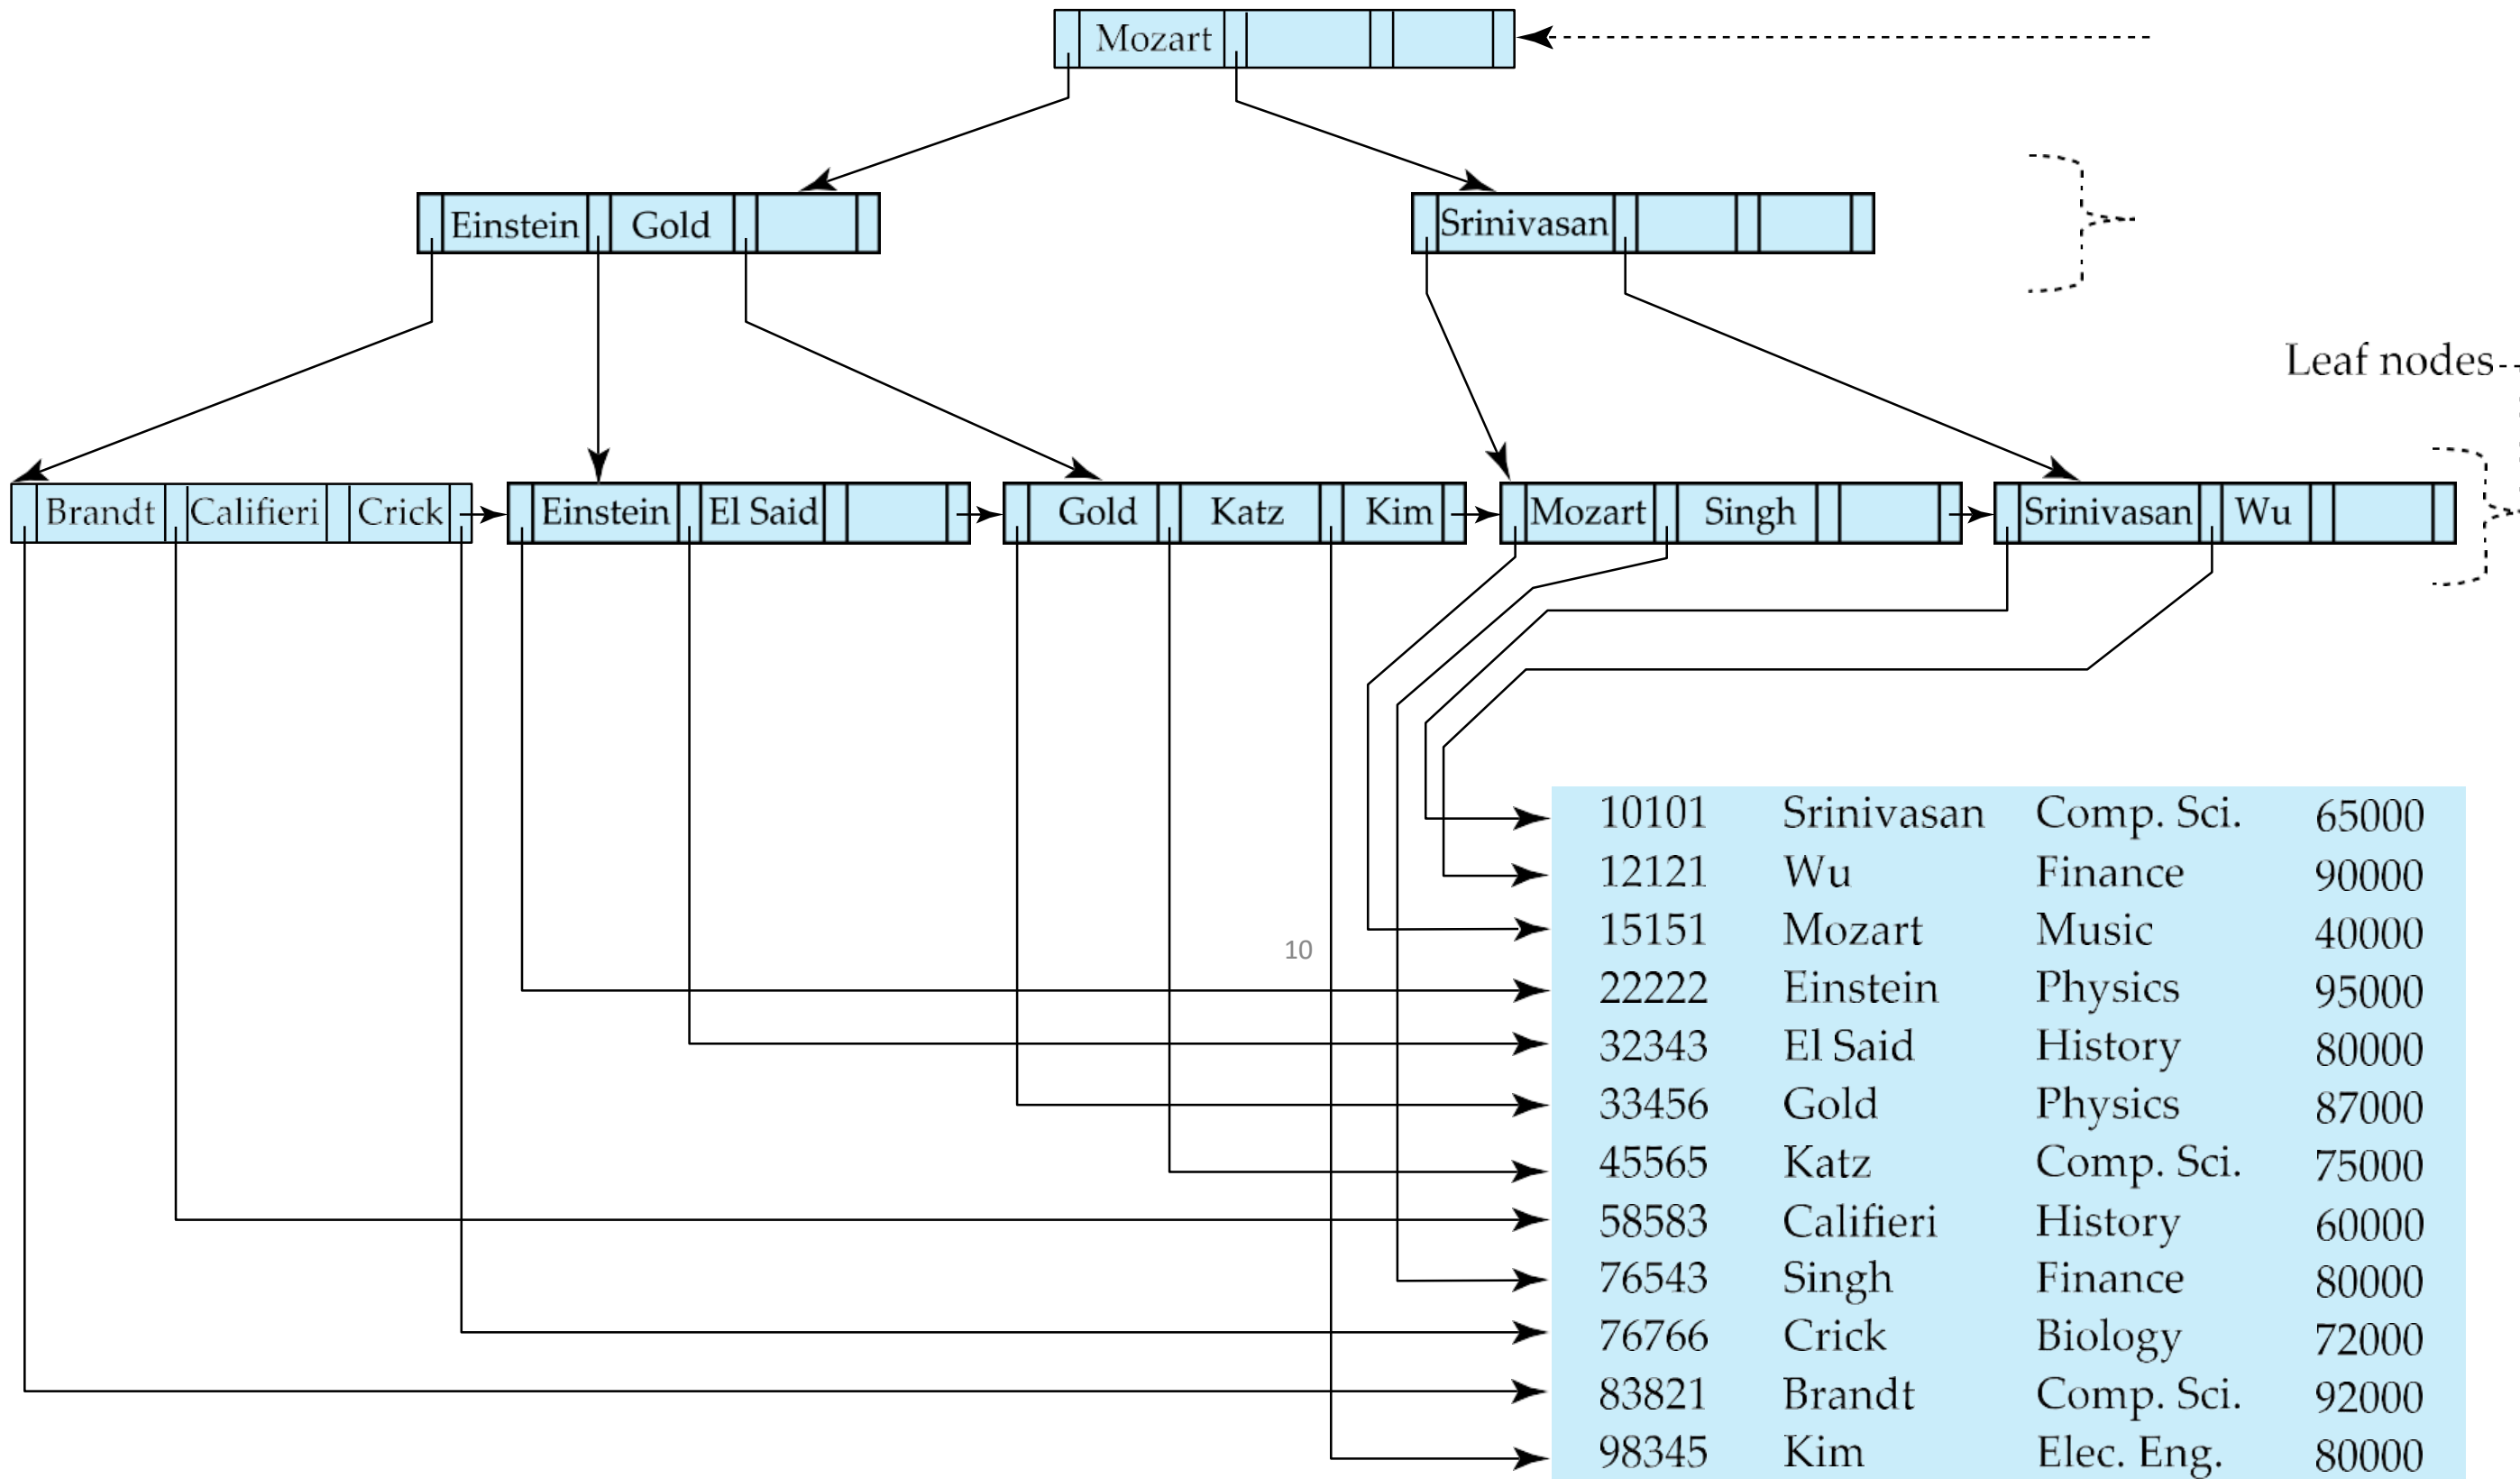 Mozart
Einstein Gold
Srinivasan
Leaf nodes
Brandt Califieri Crick
Einstein El Said
Gold Katz Kim
Mozart Singh
Srinivasan Wu
10101 Srinivasan Comp. Sci. 65000
12121 Wu Finance 90000
15151 Mozart Music 40000
10
22222 Einstein Physics 95000
32343 El Said History 80000
33456 Gold Physics 87000
45565 Katz Comp. Sci. 75000
58583 Califieri History 60000
76543 Singh Finance 80000
76766 Crick Biology 72000
83821 Brandt Comp. Sci. 92000
98345 Kim Elec. Eng. 80000